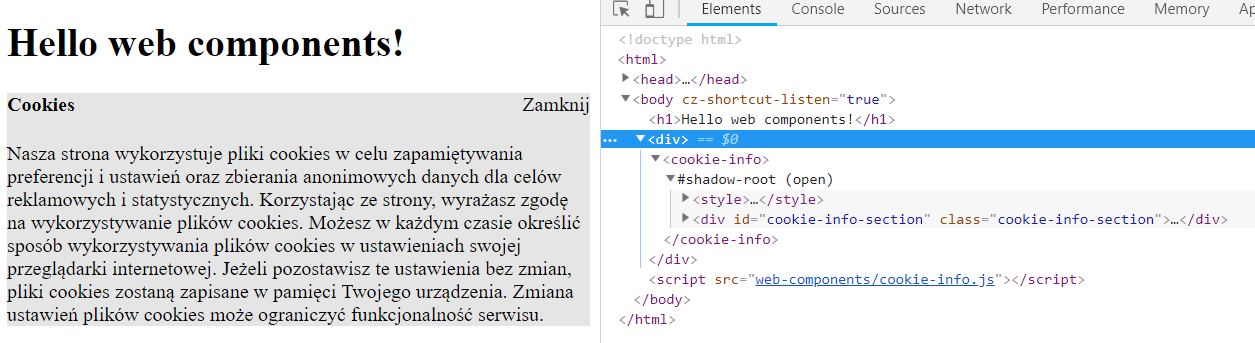 Hello web components!
Cookies Zamknij
Nasza strona wykorzystuje pliki cookies w celu zapamiętywania
preferencji i ustawień oraz zbierania anonimowych danych dla celów
reklamowych i statystycznych. Korzystając ze strony, wyrażasz zgodę
na wykorzystywanie plików cookies. Możesz w każdym czasie określić
sposób wykorzystywania plików cookies w ustawieniach swojej
przeglądarki internetowej. Jeżeli pozostawisz te ustawienia bez zmian,
pliki cookies zostaną zapisane w pamięci Twojego urządzenia. Zmiana
ustawień plików cookies może ograniczyć funkcjonalność serwisu.
Elements Console Sources Network Performance Memory Ap
<!doctype html>
<html>
<head>…</head>
<body cz-shortcut-listen="true">
<h1>Hello web components!</h1>
… <div> == $0
<cookie-info>
#shadow-root (open)
<style>…</style>
<div id="cookie-info-section" class="cookie-info-section">…</div>
</cookie-info>
</div>
<script src="web-components/cookie-info.js"></script>
</body>
</html>